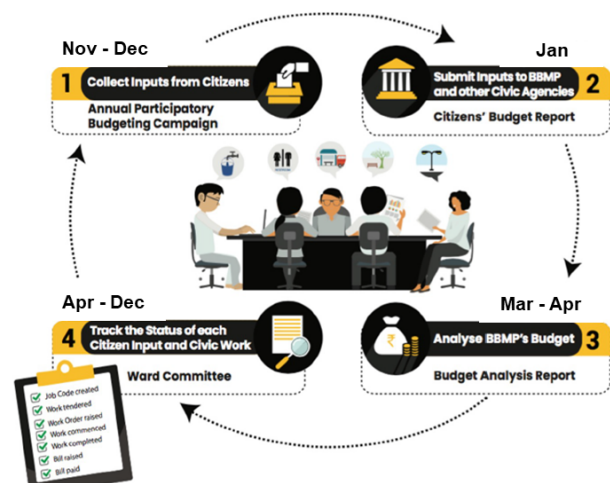 Nov - Dec
1 Collect Inputs from Citizens
Annual Participatory
Budgeting Campaign
Jan
Submit Inputs to BBMP
and other Civic Agencies 2
Citizens' Budget Report
Mar - Apr
Analyse BBMP's Budget 3
Budget Analysis Report
Apr - Dec
4 Track the Status of each
Citizen Input and Civic Work
Ward Committee
Job Code created
Work tendered
Work Order raised
Work commenced
Work completed
Bill raised
Bill paid
₹